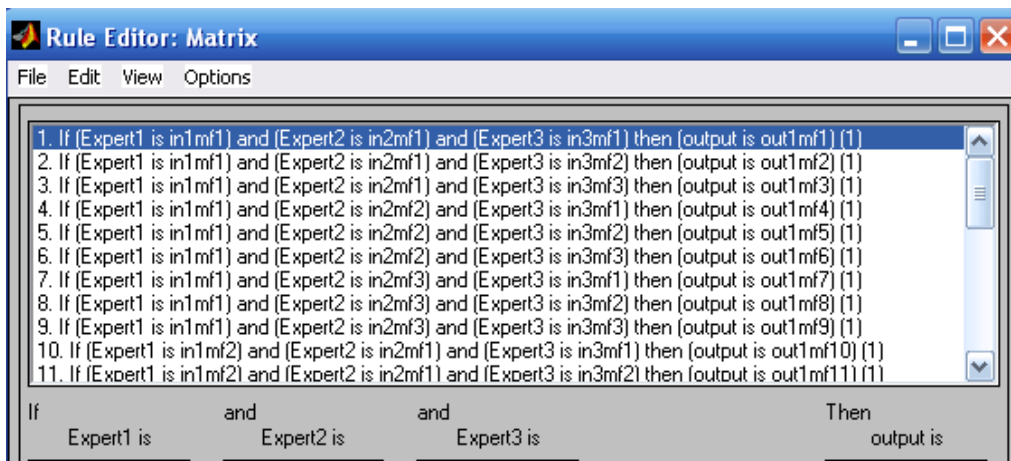 Rule Editor: Matrix
File Edit View Options
1. If (Expert1 is in1mf1) and (Expert2 is in2mf1) and (Expert3 is in3mf1) then (output is out1mf1) (1)
2. If (Expert1 is in1mf1) and (Expert2 is in2mf1) and (Expert3 is in3mf2) then (output is out1mf2) (1)
3. If (Expert1 is in1mf1) and (Expert2 is in2mf1) and (Expert3 is in3mf3) then (output is out1mf3) (1)
4. If (Expert1 is in1mf1) and (Expert2 is in2mf2) and (Expert3 is in3mf1) then (output is out1mf4) (1)
5. If (Expert1 is in1mf1) and (Expert2 is in2mf2) and (Expert3 is in3mf2) then (output is out1mf5) (1)
6. If (Expert1 is in1mf1) and (Expert2 is in2mf2) and (Expert3 is in3mf3) then (output is out1mf6) (1)
7. If (Expert1 is in1mf1) and (Expert2 is in2mf3) and (Expert3 is in3mf1) then (output is out1mf7) (1)
8. If (Expert1 is in1mf1) and (Expert2 is in2mf3) and (Expert3 is in3mf2) then (output is out1mf8) (1)
9. If (Expert1 is in1mf1) and (Expert2 is in2mf3) and (Expert3 is in3mf3) then (output is out1mf9) (1)
10. If (Expert1 is in1mf2) and (Expert2 is in2mf1) and (Expert3 is in3mf1) then (output is out1mf10) (1)
11. If (Expert1 is in1mf2) and (Expert2 is in2mf1) and (Expert3 is in3mf2) then (output is out1mf11) (1)
If and and Then
Expert1 is Expert2 is Expert3 is output is